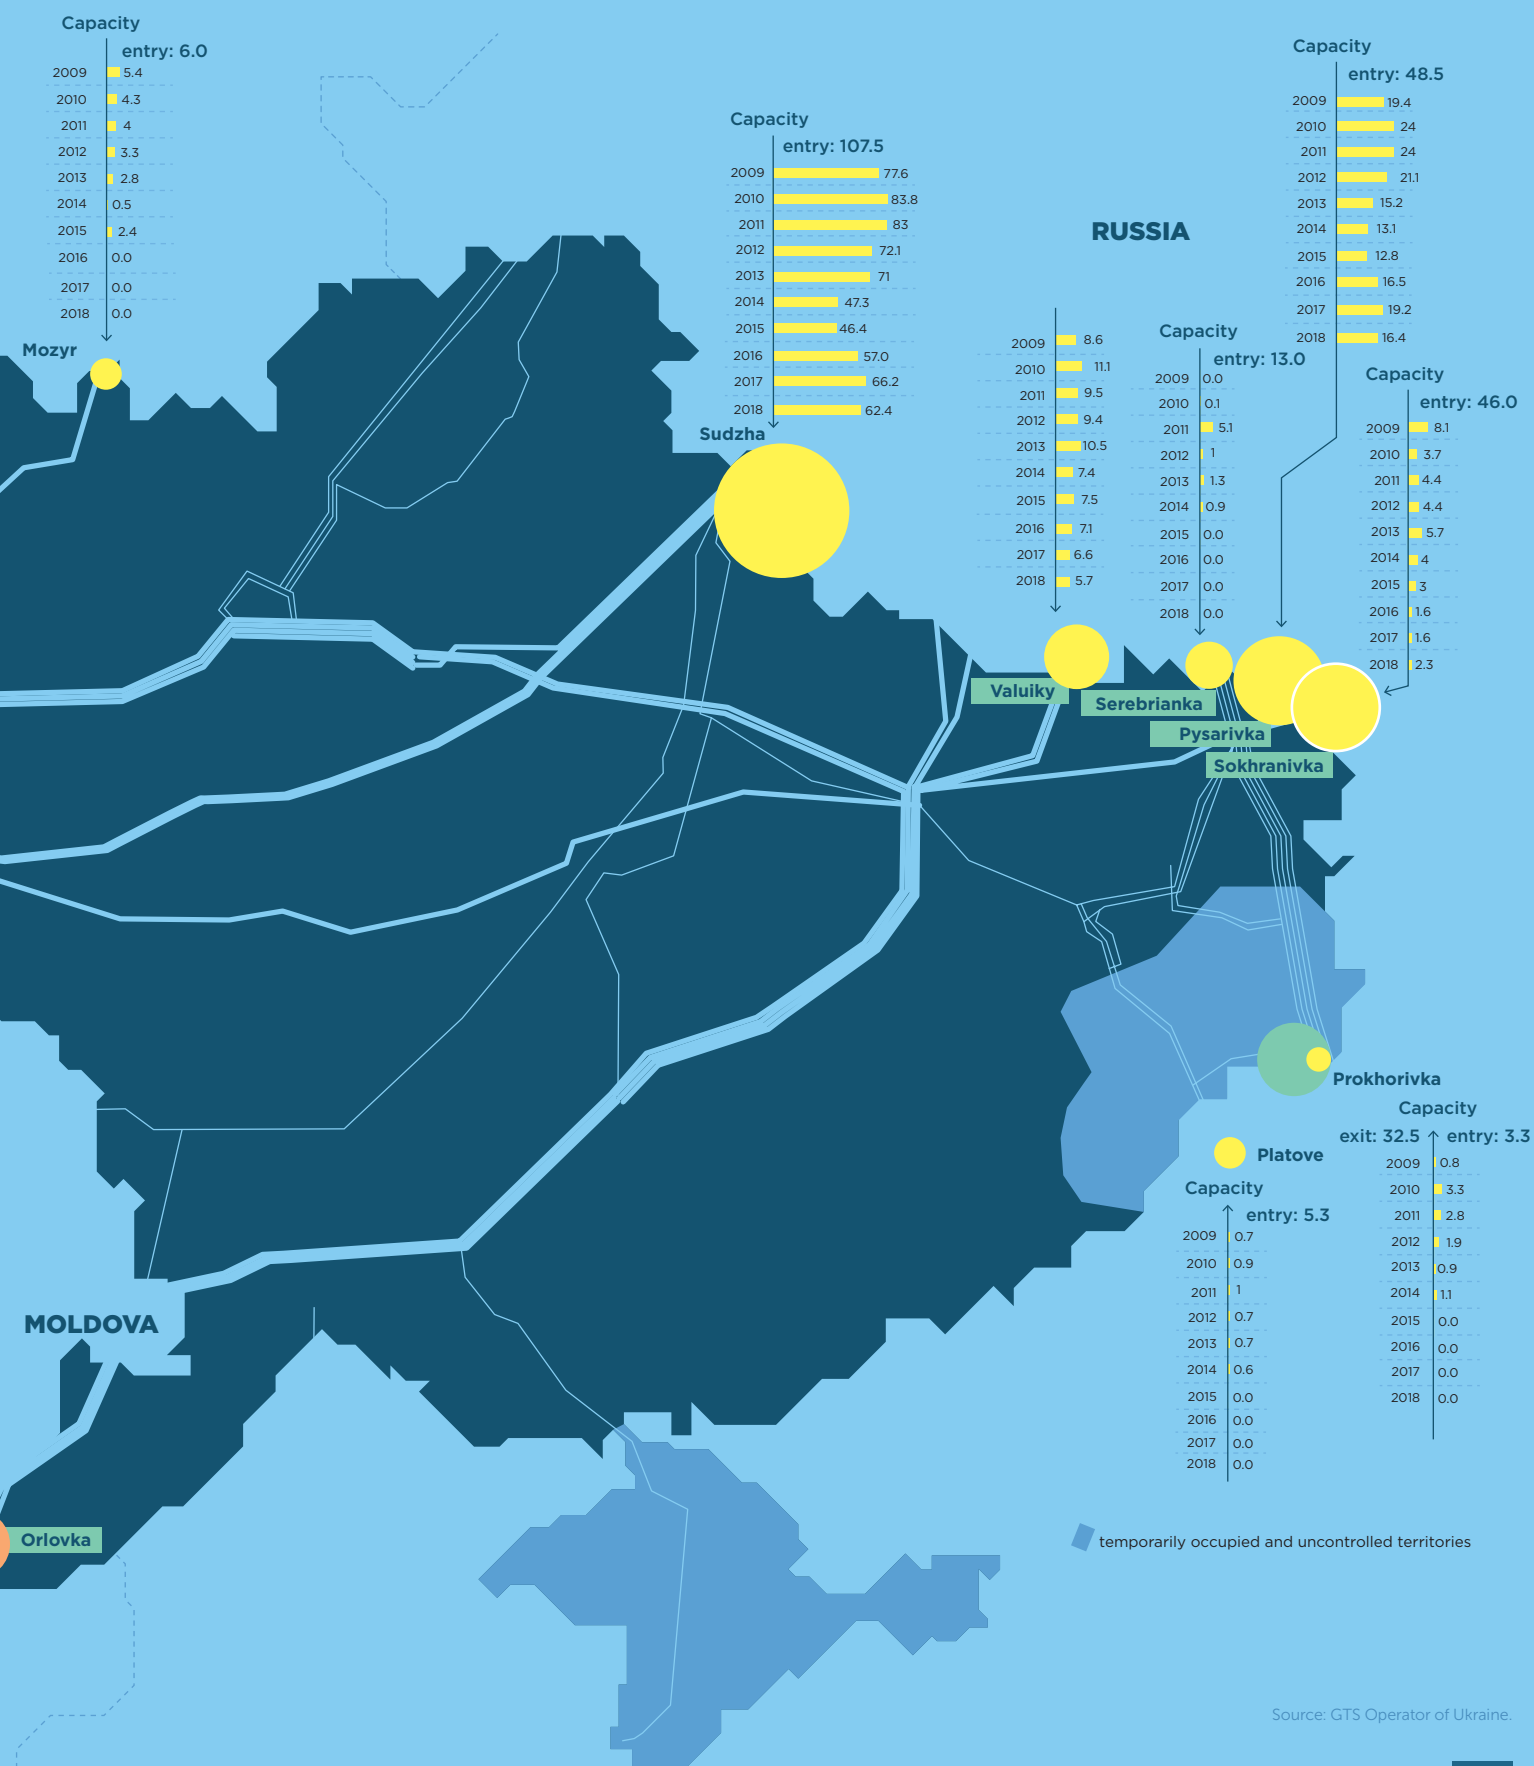 Capacity
entry: 6.0
2009 5.4
2010 4.3
2011 4
2012 3.3
2013 2.8
2014 0.5
2015 2.4
2016 0.0
2017 0.0
2018 0.0
Mozyr
Capacity
entry: 107.5
2009 77.6
2010 83.8
2011 83
2012 72.1
2013 71
2014 47.3
2015 46.4
2016 57.0
2017 66.2
2018 62.4
Sudzha
RUSSIA
2009 8.6
2010 11.1
2011 9.5
2012 9.4
2013 10.5
2014 7.4
2015 7.5
2016 7.1
2017 6.6
2018 5.7
Valuiky
Capacity
entry: 13.0
2009 0.0
2010 0.1
2011 5.1
2012 1
2013 1.3
2014 0.9
2015 0.0
2016 0.0
2017 0.0
2018 0.0
Serebrianka
Capacity
entry: 48.5
2009 19.4
2010 24
2011 24
2012 21.1
2013 15.2
2014 13.1
2015 12.8
2016 16.5
2017 19.2
2018 16.4
Pysarivka
Capacity
entry: 46.0
2009 8.1
2010 3.7
2011 4.4
2012 4.4
2013 5.7
2014 4
2015 3
2016 1.6
2017 1.6
2018 2.3
Sokhranivka
Prokhorivka
Capacity
exit: 32.5 entry: 3.3
2009 0.8
2010 3.3
2011 2.8
2012 1.9
2013 0.9
2014 1.1
2015 0.0
2016 0.0
2017 0.0
2018 0.0
Platove
Capacity
entry: 5.3
2009 0.7
2010 0.9
2011 1
2012 0.7
2013 0.7
2014 0.6
2015 0.0
2016 0.0
2017 0.0
2018 0.0
MOLDOVA
Orlovka
temporarily occupied and uncontrolled territories
Source: GTS Operator of Ukraine.